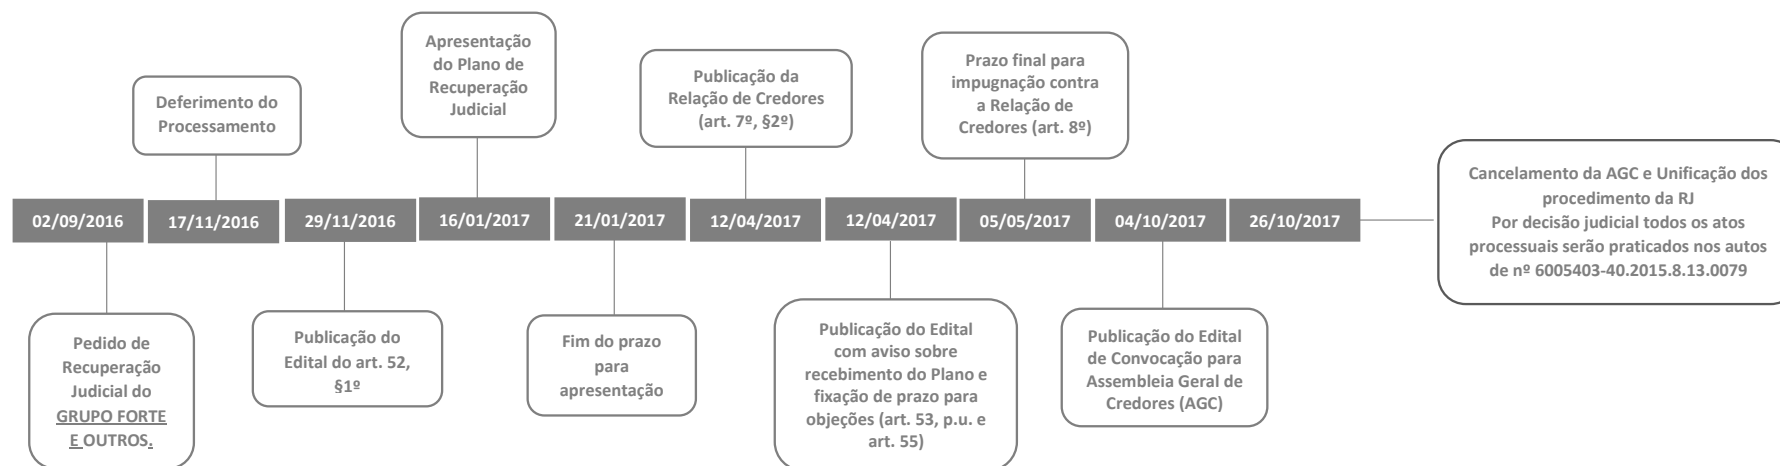 Apresentação
do Plano de
Recuperação
Judicial
Deferimento do
Processamento
Publicação da
Relação de Credores
(art. 7º, §2º)
Prazo final para
impugnação contra
a Relação de
Credores (art. 8º)
02/09/2016
17/11/2016
29/11/2016
16/01/2017
21/01/2017
12/04/2017
12/04/2017
05/05/2017
04/10/2017
26/10/2017
Cancelamento da AGC e Unificação dos
procedimento da RJ
Por decisão judicial todos os atos
processuais serão praticados nos autos
de nº 6005403-40.2015.8.13.0079
Pedido de
Recuperação
Judicial do
GRUPO FORTE
E OUTROS.
Publicação do
Edital do art. 52,
§1º
Fim do prazo
para
apresentação
Publicação do Edital
com aviso sobre
recebimento do Plano e
fixação de prazo para
objeções (art. 53, p.u. e
art. 55)
Publicação do Edital
de Convocação para
Assembleia Geral de
Credores (AGC)